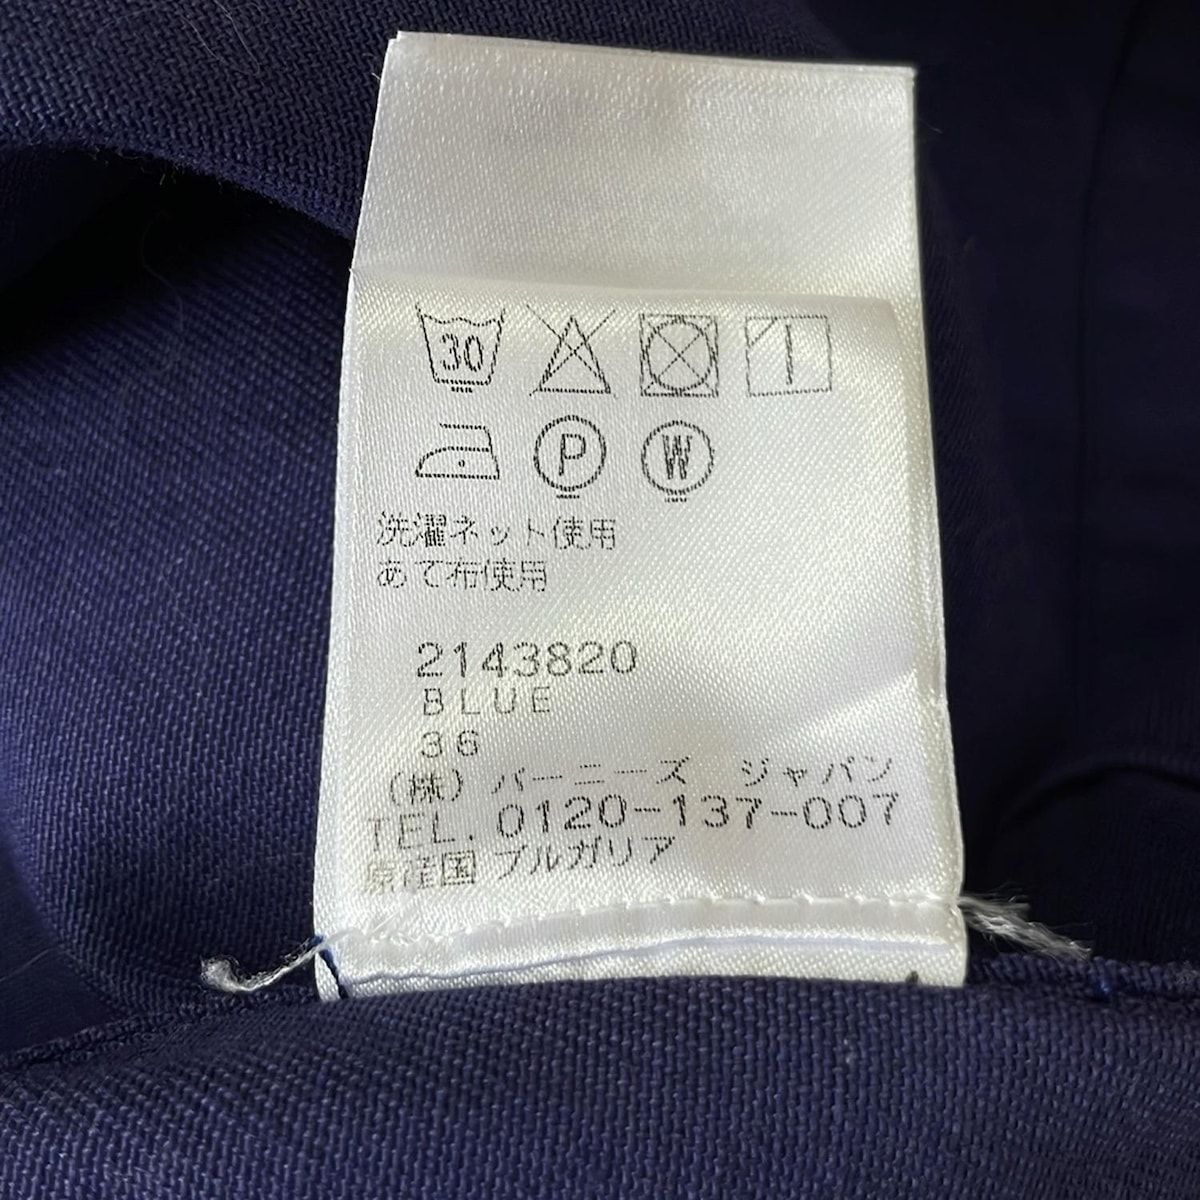 30
P W
洗濯ネット使用
あて布使用
2143820
BLUE
36
(株) バーニーズ ジャパン
TEL. 0120-137-007
原産国 ブルガリア